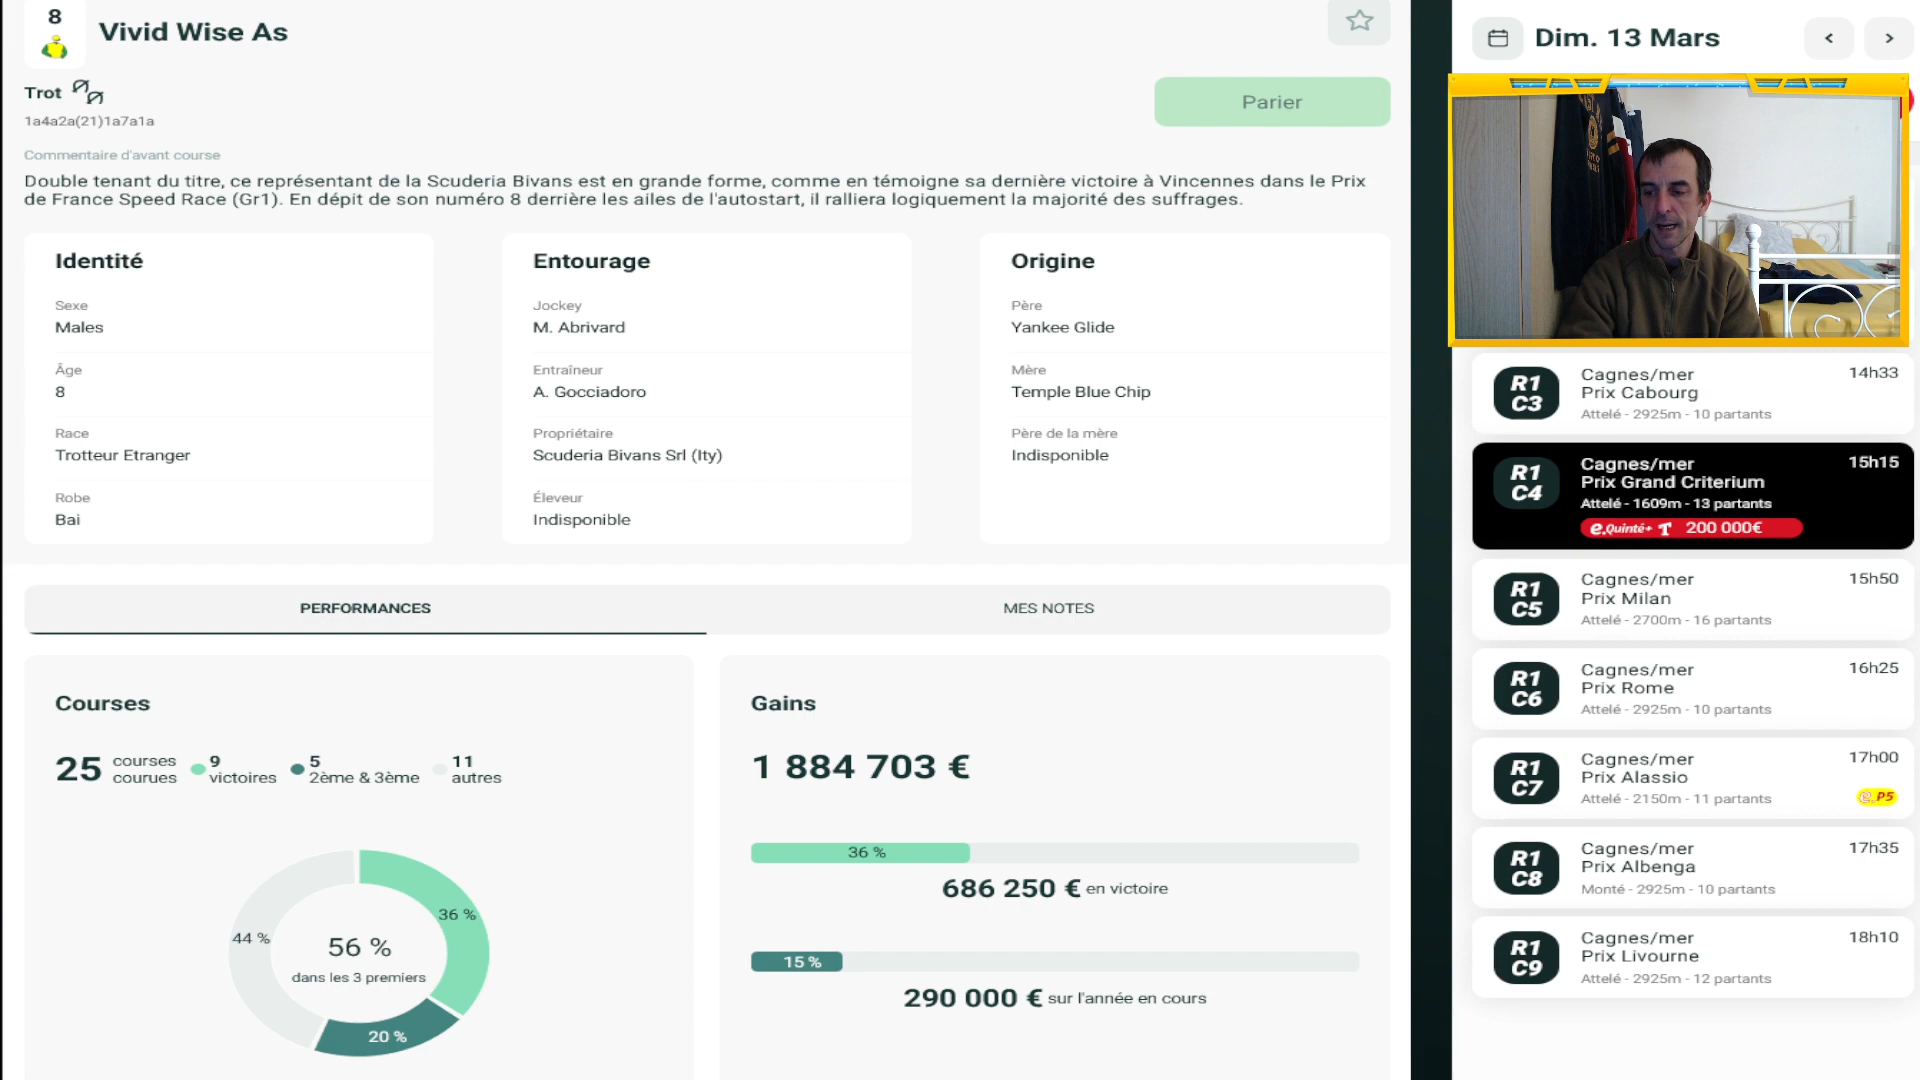 8
Vivid Wise As
Trot
1a4a2a(21)1a7a1a
Parier
Commentaire d'avant course
Double tenant du titre, ce représentant de la Scuderia Bivans est en grande forme, comme en témoigne sa dernière victoire à Vincennes dans le Prix
de France Speed Race (Gr1). En dépit de son numéro 8 derrière les ailes de l'autostart, il ralliera logiquement la majorité des suffrages.
Identité
Sexe
Males
Âge
8
Race
Trotteur Etranger
Robe
Bai
Entourage
Jockey
M. Abrivard
Entraîneur
A. Gocciadoro
Propriétaire
Scuderia Bivans Srl (Ity)
Éleveur
Indisponible
Origine
Père
Yankee Glide
Mère
Temple Blue Chip
Père de la mère
Indisponible
PERFORMANCES
MES NOTES
Courses
25 courses courues
9 victoires
5 2ème & 3ème
11 autres
36 %
44 %
56 %
dans les 3 premiers
20 %
Gains
1 884 703 €
36 %
686 250 € en victoire
15 %
290 000 € sur l'année en cours
Dim. 13 Mars
< >
R1 C3
Cagnes/mer 14h33
Prix Cabourg
Attelé - 2925m - 10 partants
R1 C4
Cagnes/mer 15h15
Prix Grand Criterium
Attelé - 1609m - 13 partants
e.Quinté+ T 200 000€
R1 C5
Cagnes/mer 15h50
Prix Milan
Attelé - 2700m - 16 partants
R1 C6
Cagnes/mer 16h25
Prix Rome
Attelé - 2925m - 10 partants
R1 C7
Cagnes/mer 17h00
Prix Alassio
Attelé - 2150m - 11 partants
e.P5
R1 C8
Cagnes/mer 17h35
Prix Albenga
Monté - 2925m - 10 partants
R1 C9
Cagnes/mer 18h10
Prix Livourne
Attelé - 2925m - 12 partants